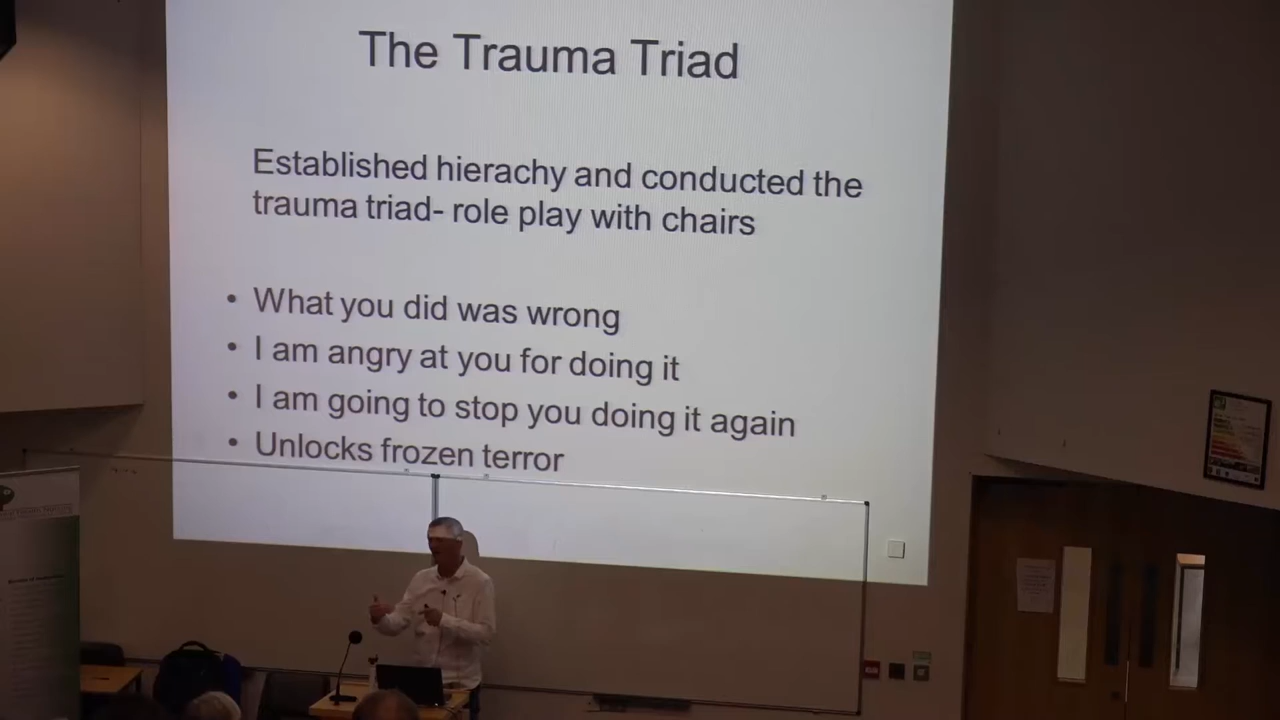 The Trauma Triad
Established hierachy and conducted the
trauma triad- role play with chairs
• What you did was wrong
• I am angry at you for doing it
• I am going to stop you doing it again
• Unlocks frozen terror